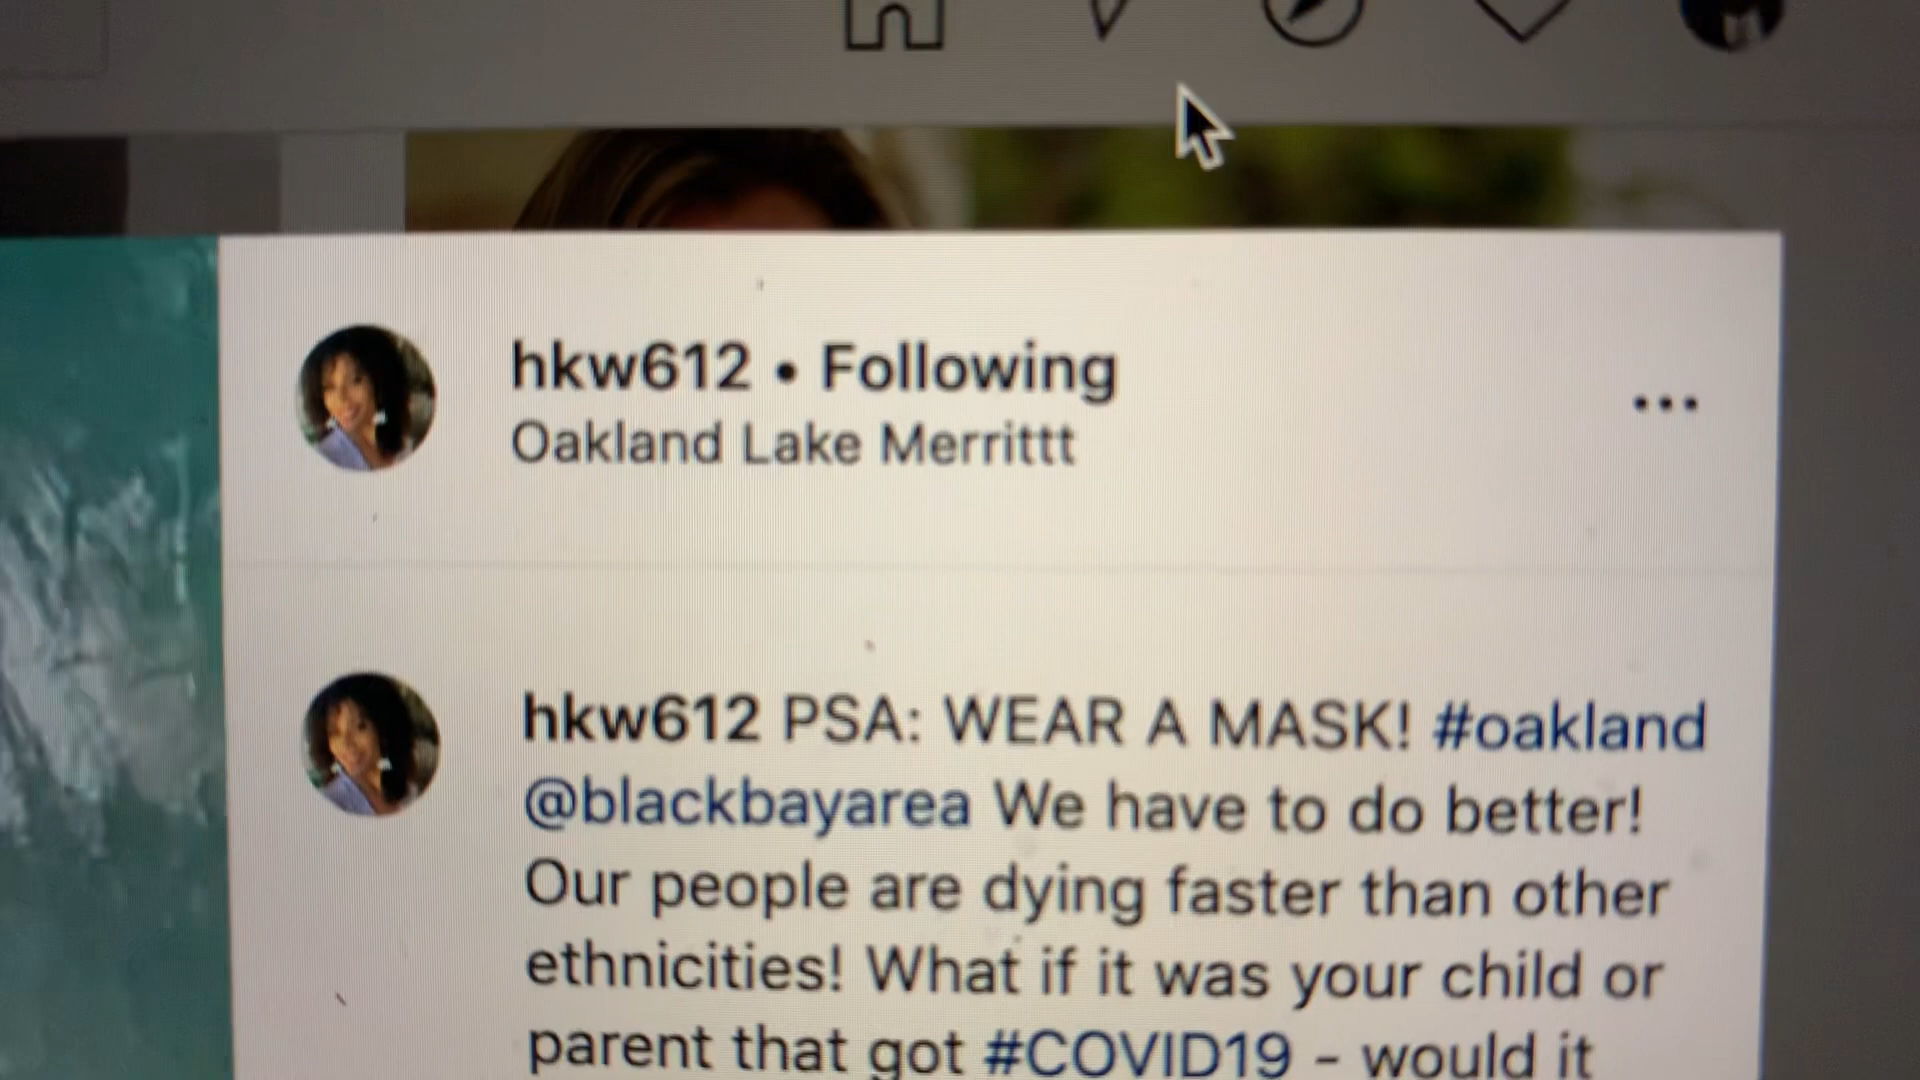 hkw612 • Following
Oakland Lake Merrittt
hkw612 PSA: WEAR A MASK! #oakland
@blackbayarea We have to do better!
Our people are dying faster than other
ethnicities! What if it was your child or
parent that got #COVID19 - would it